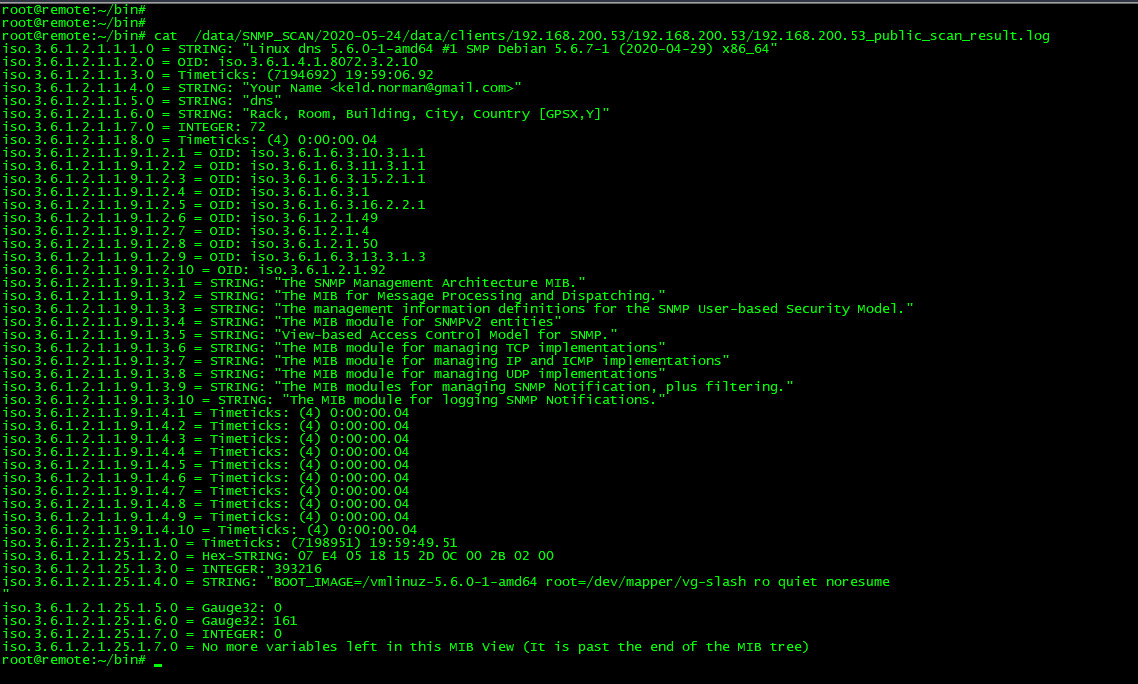 root@remote:~/bin#
root@remote:~/bin#
root@remote:~/bin# cat  /data/SNMP_SCAN/2020-05-24/data/clients/192.168.200.53/192.168.200.53/192.168.200.53_public_scan_result.log
iso.3.6.1.2.1.1.1.0 = STRING: "Linux dns 5.6.0-1-amd64 #1 SMP Debian 5.6.7-1 (2020-04-29) x86_64"
iso.3.6.1.2.1.1.2.0 = OID: iso.3.6.1.4.1.8072.3.2.10
iso.3.6.1.2.1.1.3.0 = Timeticks: (7194692) 19:59:06.92
iso.3.6.1.2.1.1.4.0 = STRING: "Your Name <keld.norman@gmail.com>"
iso.3.6.1.2.1.1.5.0 = STRING: "dns"
iso.3.6.1.2.1.1.6.0 = STRING: "Rack, Room, Building, City, Country [GPSX,Y]"
iso.3.6.1.2.1.1.7.0 = INTEGER: 72
iso.3.6.1.2.1.1.8.0 = Timeticks: (4) 0:00:00.04
iso.3.6.1.2.1.1.9.1.2.1 = OID: iso.3.6.1.6.3.10.3.1.1
iso.3.6.1.2.1.1.9.1.2.2 = OID: iso.3.6.1.6.3.11.3.1.1
iso.3.6.1.2.1.1.9.1.2.3 = OID: iso.3.6.1.6.3.15.2.1.1
iso.3.6.1.2.1.1.9.1.2.4 = OID: iso.3.6.1.6.3.1
iso.3.6.1.2.1.1.9.1.2.5 = OID: iso.3.6.1.6.3.16.2.2.1
iso.3.6.1.2.1.1.9.1.2.6 = OID: iso.3.6.1.2.1.49
iso.3.6.1.2.1.1.9.1.2.7 = OID: iso.3.6.1.2.1.4
iso.3.6.1.2.1.1.9.1.2.8 = OID: iso.3.6.1.2.1.50
iso.3.6.1.2.1.1.9.1.2.9 = OID: iso.3.6.1.6.3.13.3.1.3
iso.3.6.1.2.1.1.9.1.2.10 = OID: iso.3.6.1.2.1.92
iso.3.6.1.2.1.1.9.1.3.1 = STRING: "The SNMP Management Architecture MIB."
iso.3.6.1.2.1.1.9.1.3.2 = STRING: "The MIB for Message Processing and Dispatching."
iso.3.6.1.2.1.1.9.1.3.3 = STRING: "The management information definitions for the SNMP User-based Security Model."
iso.3.6.1.2.1.1.9.1.3.4 = STRING: "The MIB module for SNMPv2 entities"
iso.3.6.1.2.1.1.9.1.3.5 = STRING: "View-based Access Control Model for SNMP."
iso.3.6.1.2.1.1.9.1.3.6 = STRING: "The MIB module for managing TCP implementations"
iso.3.6.1.2.1.1.9.1.3.7 = STRING: "The MIB module for managing IP and ICMP implementations"
iso.3.6.1.2.1.1.9.1.3.8 = STRING: "The MIB module for managing UDP implementations"
iso.3.6.1.2.1.1.9.1.3.9 = STRING: "The MIB modules for managing SNMP Notification, plus filtering."
iso.3.6.1.2.1.1.9.1.3.10 = STRING: "The MIB module for logging SNMP Notifications."
iso.3.6.1.2.1.1.9.1.4.1 = Timeticks: (4) 0:00:00.04
iso.3.6.1.2.1.1.9.1.4.2 = Timeticks: (4) 0:00:00.04
iso.3.6.1.2.1.1.9.1.4.3 = Timeticks: (4) 0:00:00.04
iso.3.6.1.2.1.1.9.1.4.4 = Timeticks: (4) 0:00:00.04
iso.3.6.1.2.1.1.9.1.4.5 = Timeticks: (4) 0:00:00.04
iso.3.6.1.2.1.1.9.1.4.6 = Timeticks: (4) 0:00:00.04
iso.3.6.1.2.1.1.9.1.4.7 = Timeticks: (4) 0:00:00.04
iso.3.6.1.2.1.1.9.1.4.8 = Timeticks: (4) 0:00:00.04
iso.3.6.1.2.1.1.9.1.4.9 = Timeticks: (4) 0:00:00.04
iso.3.6.1.2.1.1.9.1.4.10 = Timeticks: (4) 0:00:00.04
iso.3.6.1.2.1.25.1.1.0 = Timeticks: (7198951) 19:59:49.51
iso.3.6.1.2.1.25.1.2.0 = Hex-STRING: 07 E4 05 18 15 2D 0C 00 2B 02 00
iso.3.6.1.2.1.25.1.3.0 = INTEGER: 393216
iso.3.6.1.2.1.25.1.4.0 = STRING: "BOOT_IMAGE=/vmlinuz-5.6.0-1-amd64 root=/dev/mapper/vg-slash ro quiet noresume
"
iso.3.6.1.2.1.25.1.5.0 = Gauge32: 0
iso.3.6.1.2.1.25.1.6.0 = Gauge32: 161
iso.3.6.1.2.1.25.1.7.0 = INTEGER: 0
iso.3.6.1.2.1.25.1.7.0 = No more variables left in this MIB View (It is past the end of the MIB tree)
root@remote:~/bin#